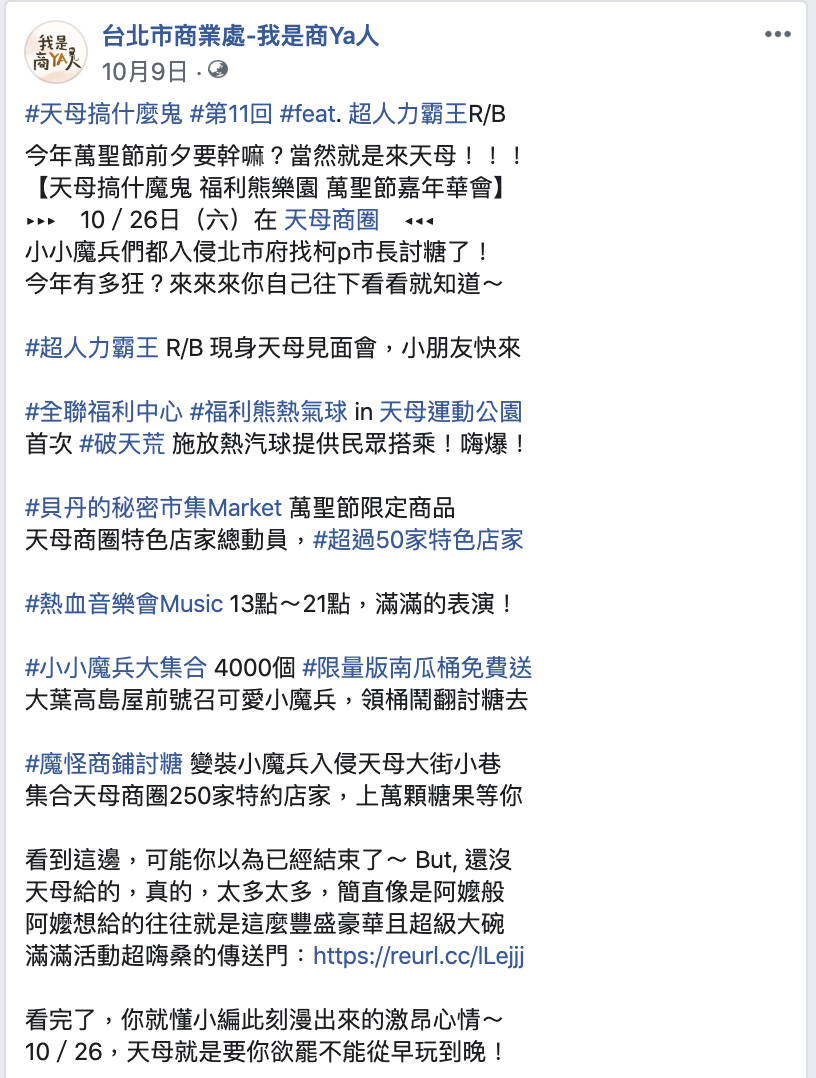 我是
商YA人
台北市商業處-我是商Ya人
10月9日 ·
#天母搞什麼鬼 #第11回 #feat. 超人力霸王R/B
今年萬聖節前夕要幹嘛？當然就是來天母！！！
【天母搞什魔鬼 福利熊樂園 萬聖節嘉年華會】
▸▸▸ 10 / 26日（六）在 天母商圈 ◂◂◂
小小魔兵們都入侵北市府找柯p市長討糖了！
今年有多狂？來來來你自己往下看看就知道～
#超人力霸王 R/B 現身天母見面會，小朋友快來
#全聯福利中心 #福利熊熱氣球 in 天母運動公園
首次 #破天荒 施放熱汽球提供民眾搭乘！嗨爆！
#貝丹的秘密市集Market 萬聖節限定商品
天母商圈特色店家總動員，#超過50家特色店家
#熱血音樂會Music 13點～21點，滿滿的表演！
#小小魔兵大集合 4000個 #限量版南瓜桶免費送
大葉高島屋前號召可愛小魔兵，領桶鬧翻討糖去
#魔怪商鋪討糖 變裝小魔兵入侵天母大街小巷
集合天母商圈250家特約店家，上萬顆糖果等你
看到這邊，可能你以為已經結束了～ But, 還沒
天母給的，真的，太多太多，簡直像是阿嬤般
阿嬤想給的往往就是這麼豐盛豪華且超級大碗
滿滿活動超嗨桑的傳送門：https://reurl.cc/lLejjj
看完了，你就懂小編此刻漫出來的激昂心情～
10 / 26，天母就是要你欲罷不能從早玩到晚！